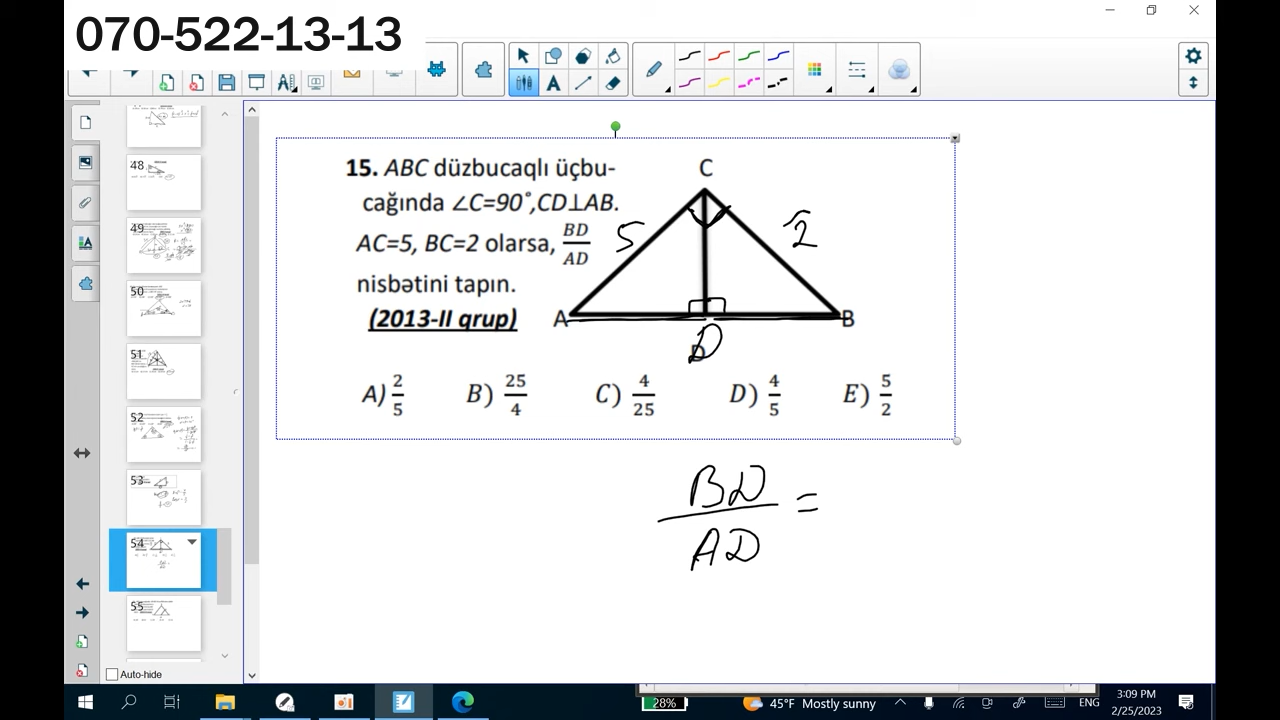 070-522-13-13
15. ABC düzbucaqlı üçbu-
cağında ∠C=90°,CD⊥AB.
AC=5, BC=2 olarsa, BD/AD
nisbətini tapın.
(2013-II qrup)
C
5
2
A
B
D
A) 2/5 B) 25/4 C) 4/25 D) 4/5 E) 5/2
BD/AD =
48
49
50
51
52
53
54
55
Auto-hide
28%
45°F Mostly sunny
ENG
3:09 PM
2/25/2023